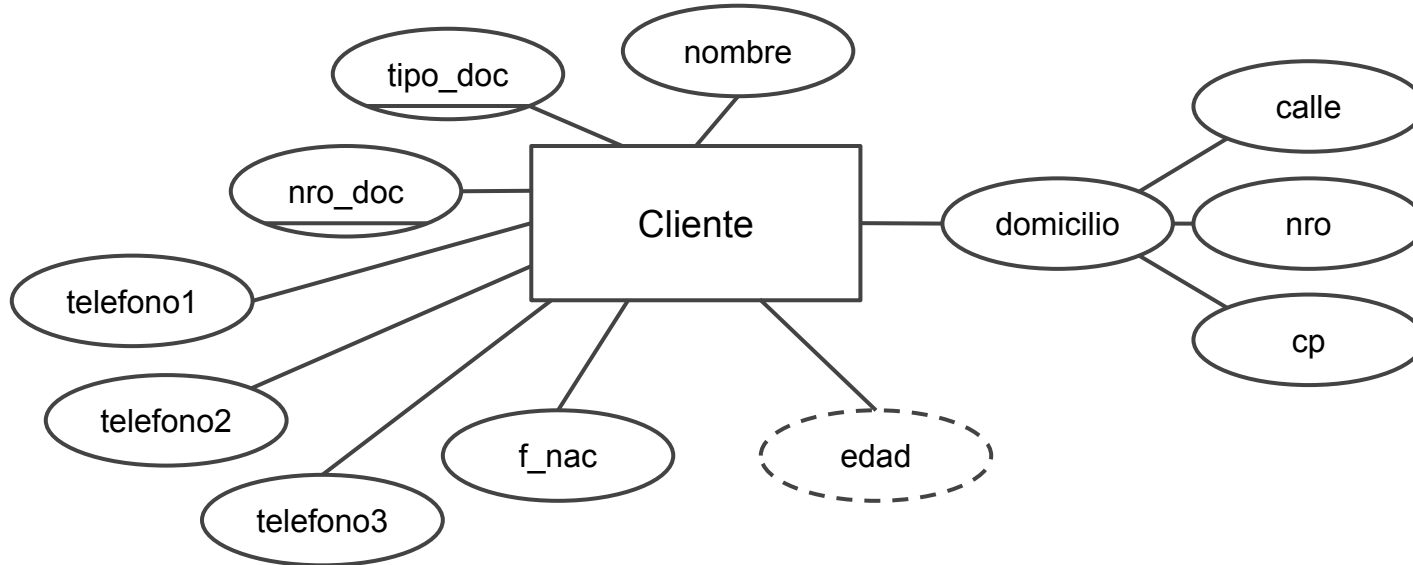 nombre
tipo_doc
calle
nro_doc
Cliente
domicilio
nro
telefono1
cp
telefono2
f_nac
edad
telefono3